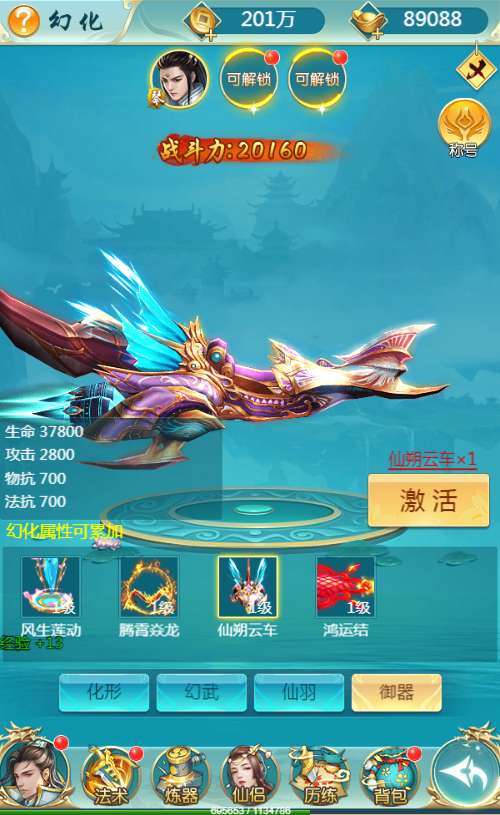 幻化
201万
89088
琴
可解锁
可解锁
称号
战斗力:20160
生命 37800
攻击 2800
物抗 700
法抗 700
幻化属性可累加
仙朔云车×1
激活
1级
1级
1级
1级
风生莲动
腾霄焱龙
仙朔云车
鸿运结
经验 +13
化形
幻武
仙羽
御器
法术
炼器
仙侣
历练
背包
695653 / 1134786